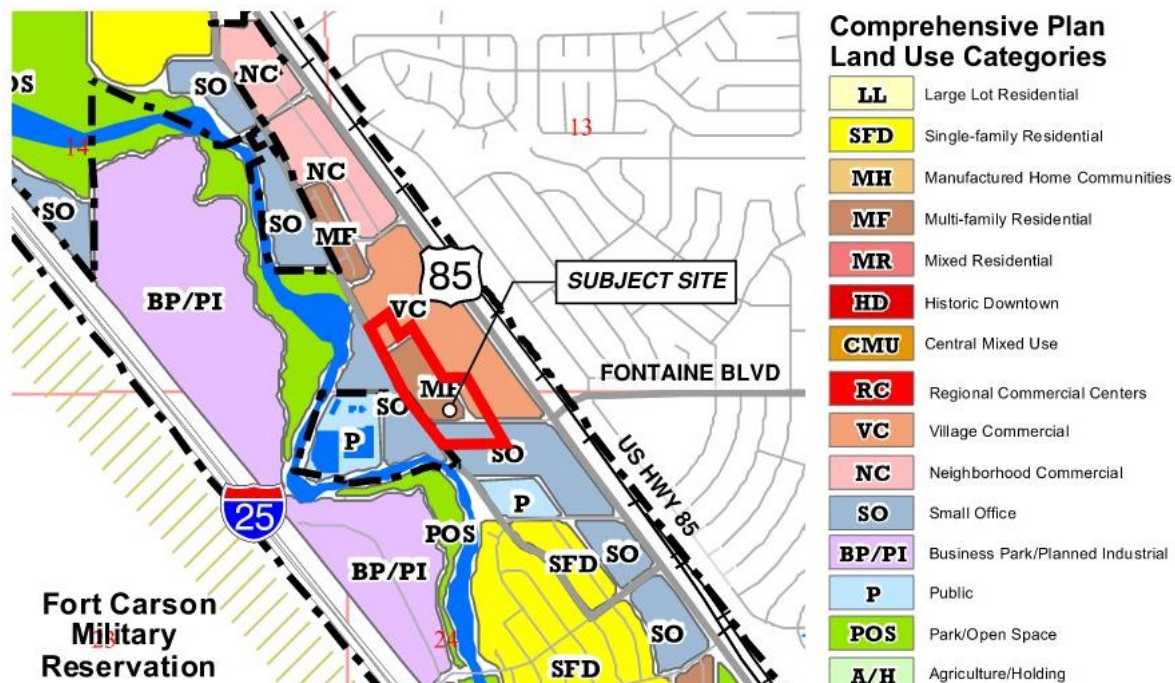 OS
14
SO
NC
13
NC
SO
SO
MF
85
SUBJECT SITE
BP/PI
VC
FONTAINE BLVD
MF
SO
P
SO
US HWY 85
25
P
POS
SFD
SO
BP/PI
Fort Carson
Military
Reservation
23
24
SO
SFD
Comprehensive Plan
Land Use Categories
LL Large Lot Residential
SFD Single-family Residential
MH Manufactured Home Communities
MF Multi-family Residential
MR Mixed Residential
HD Historic Downtown
CMU Central Mixed Use
RC Regional Commercial Centers
VC Village Commercial
NC Neighborhood Commercial
SO Small Office
BP/PI Business Park/Planned Industrial
P Public
POS Park/Open Space
A/H Agriculture/Holding